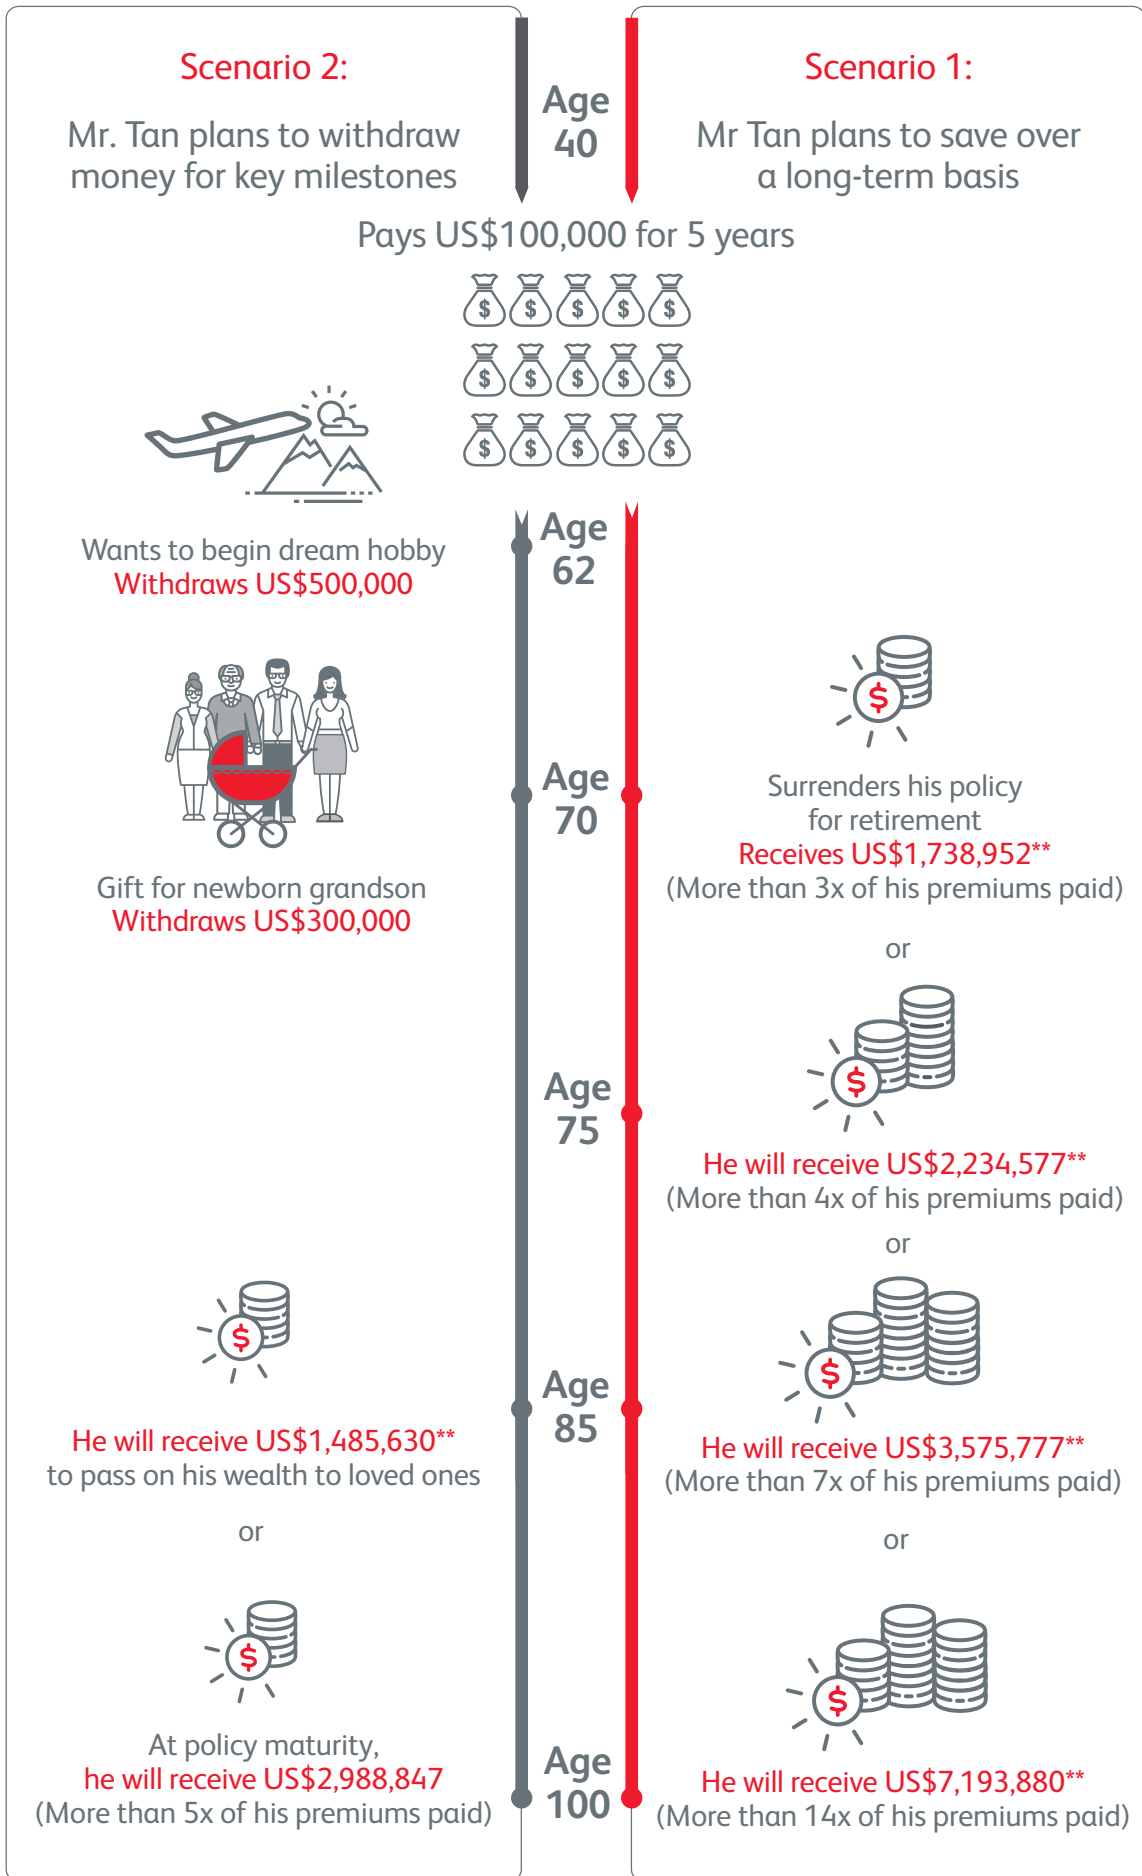 Scenario 2:
Mr. Tan plans to withdraw
money for key milestones
Age
40
Scenario 1:
Mr Tan plans to save over
a long-term basis
Pays US$100,000 for 5 years
$ $ $ $ $
$ $ $ $ $
$ $ $ $ $
Wants to begin dream hobby
Withdraws US$500,000
Age
62
Gift for newborn grandson
Withdraws US$300,000
Age
70
$
Surrenders his policy
for retirement
Receives US$1,738,952**
(More than 3x of his premiums paid)
or
Age
75
$
He will receive US$2,234,577**
(More than 4x of his premiums paid)
or
$
He will receive US$1,485,630**
to pass on his wealth to loved ones
or
Age
85
$
He will receive US$3,575,777**
(More than 7x of his premiums paid)
or
$
At policy maturity,
he will receive US$2,988,847
(More than 5x of his premiums paid)
Age
100
$
He will receive US$7,193,880**
(More than 14x of his premiums paid)